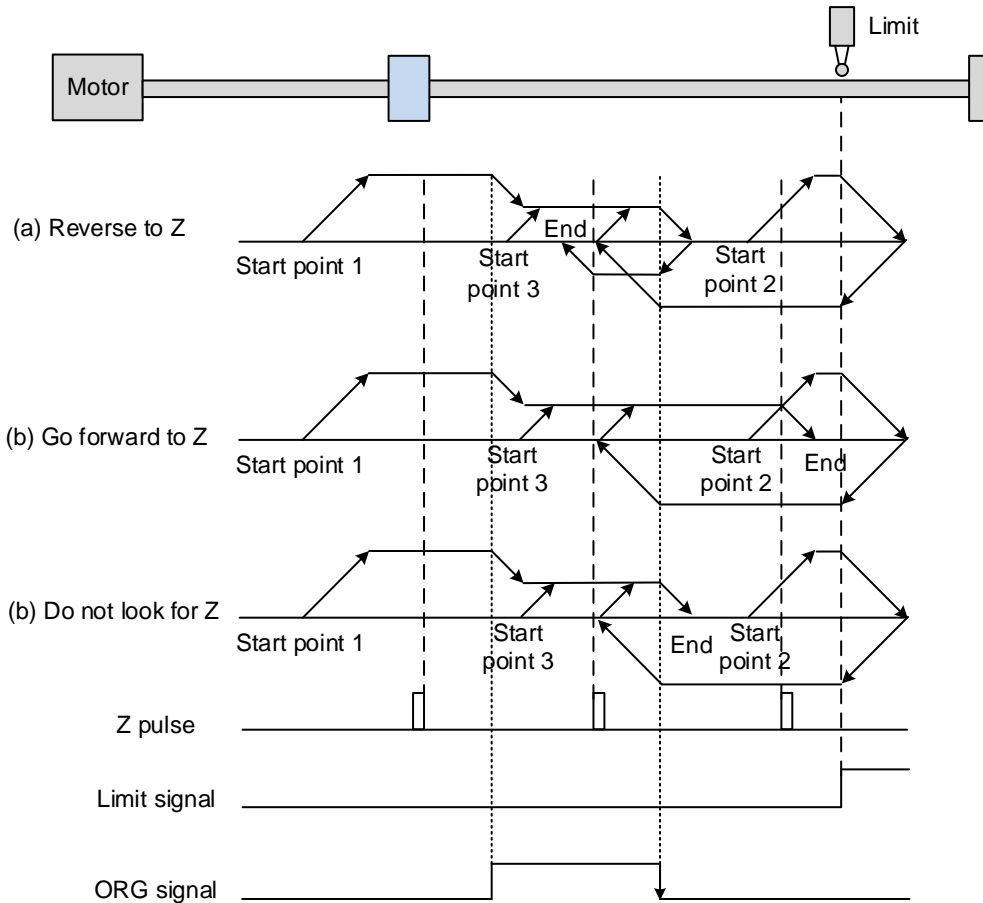 Limit
Motor
(a) Reverse to Z
End
Start point 1
Start
point 3
Start
point 2
(b) Go forward to Z
Start point 1
Start
point 3
Start
point 2
End
(b) Do not look for Z
Start point 1
Start
point 3
End
Start
point 2
Z pulse
Limit signal
ORG signal